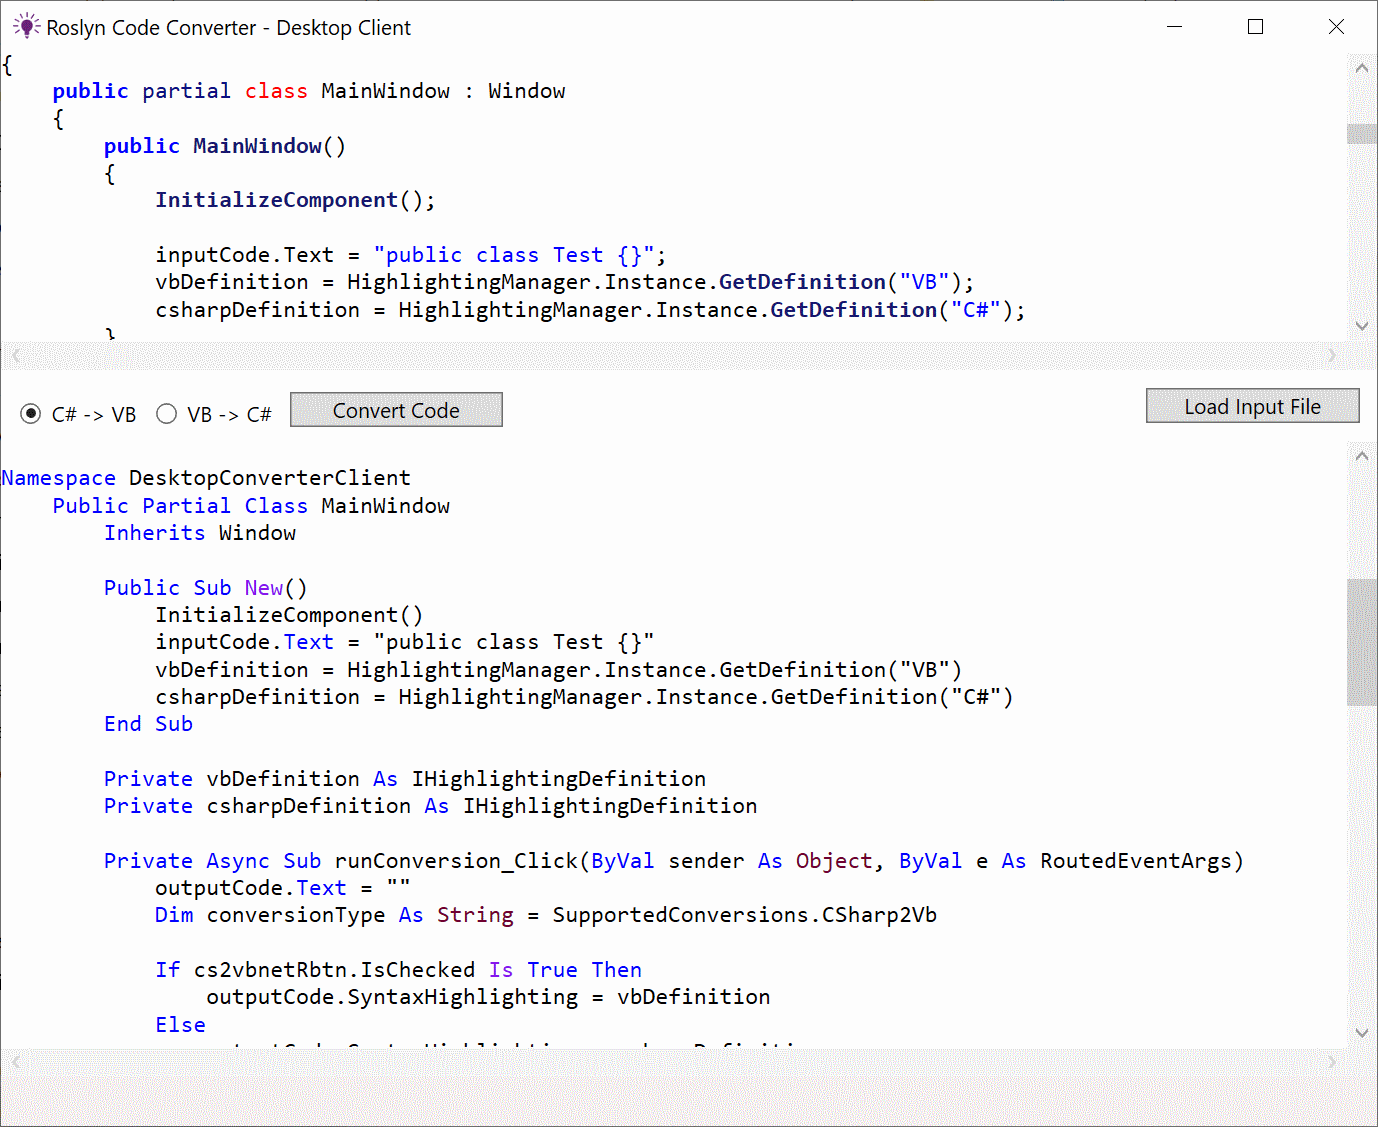 Roslyn Code Converter - Desktop Client
{
    public partial class MainWindow : Window
    {
        public MainWindow()
        {
            InitializeComponent();

            inputCode.Text = "public class Test {}";
            vbDefinition = HighlightingManager.Instance.GetDefinition("VB");
            csharpDefinition = HighlightingManager.Instance.GetDefinition("C#");
        }
C# -> VB VB -> C# Convert Code Load Input File
Namespace DesktopConverterClient
    Public Partial Class MainWindow
        Inherits Window

        Public Sub New()
            InitializeComponent()
            inputCode.Text = "public class Test {}"
            vbDefinition = HighlightingManager.Instance.GetDefinition("VB")
            csharpDefinition = HighlightingManager.Instance.GetDefinition("C#")
        End Sub

        Private vbDefinition As IHighlightingDefinition
        Private csharpDefinition As IHighlightingDefinition

        Private Async Sub runConversion_Click(ByVal sender As Object, ByVal e As RoutedEventArgs)
            outputCode.Text = ""
            Dim conversionType As String = SupportedConversions.CSharp2Vb

            If cs2vbnetRbtn.IsChecked Is True Then
                outputCode.SyntaxHighlighting = vbDefinition
            Else